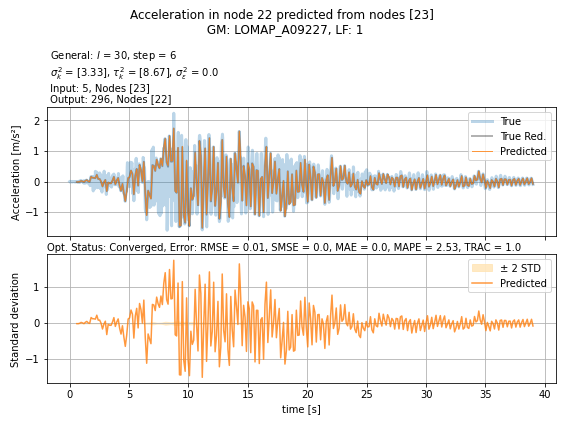 Acceleration in node 22 predicted from nodes [23]
GM: LOMAP_A09227, LF: 1
General: l = 30, step = 6
σ²ₖ = [3.33], τ²ₖ = [8.67], σ²ε = 0.0
Input: 5, Nodes [23]
Output: 296, Nodes [22]
Acceleration [m/s²]
2
1
0
−1
True
True Red.
Predicted
Opt. Status: Converged, Error: RMSE = 0.01, SMSE = 0.0, MAE = 0.0, MAPE = 2.53, TRAC = 1.0
Standard deviation
1
0
−1
± 2 STD
Predicted
0 5 10 15 20 25 30 35 40
time [s]